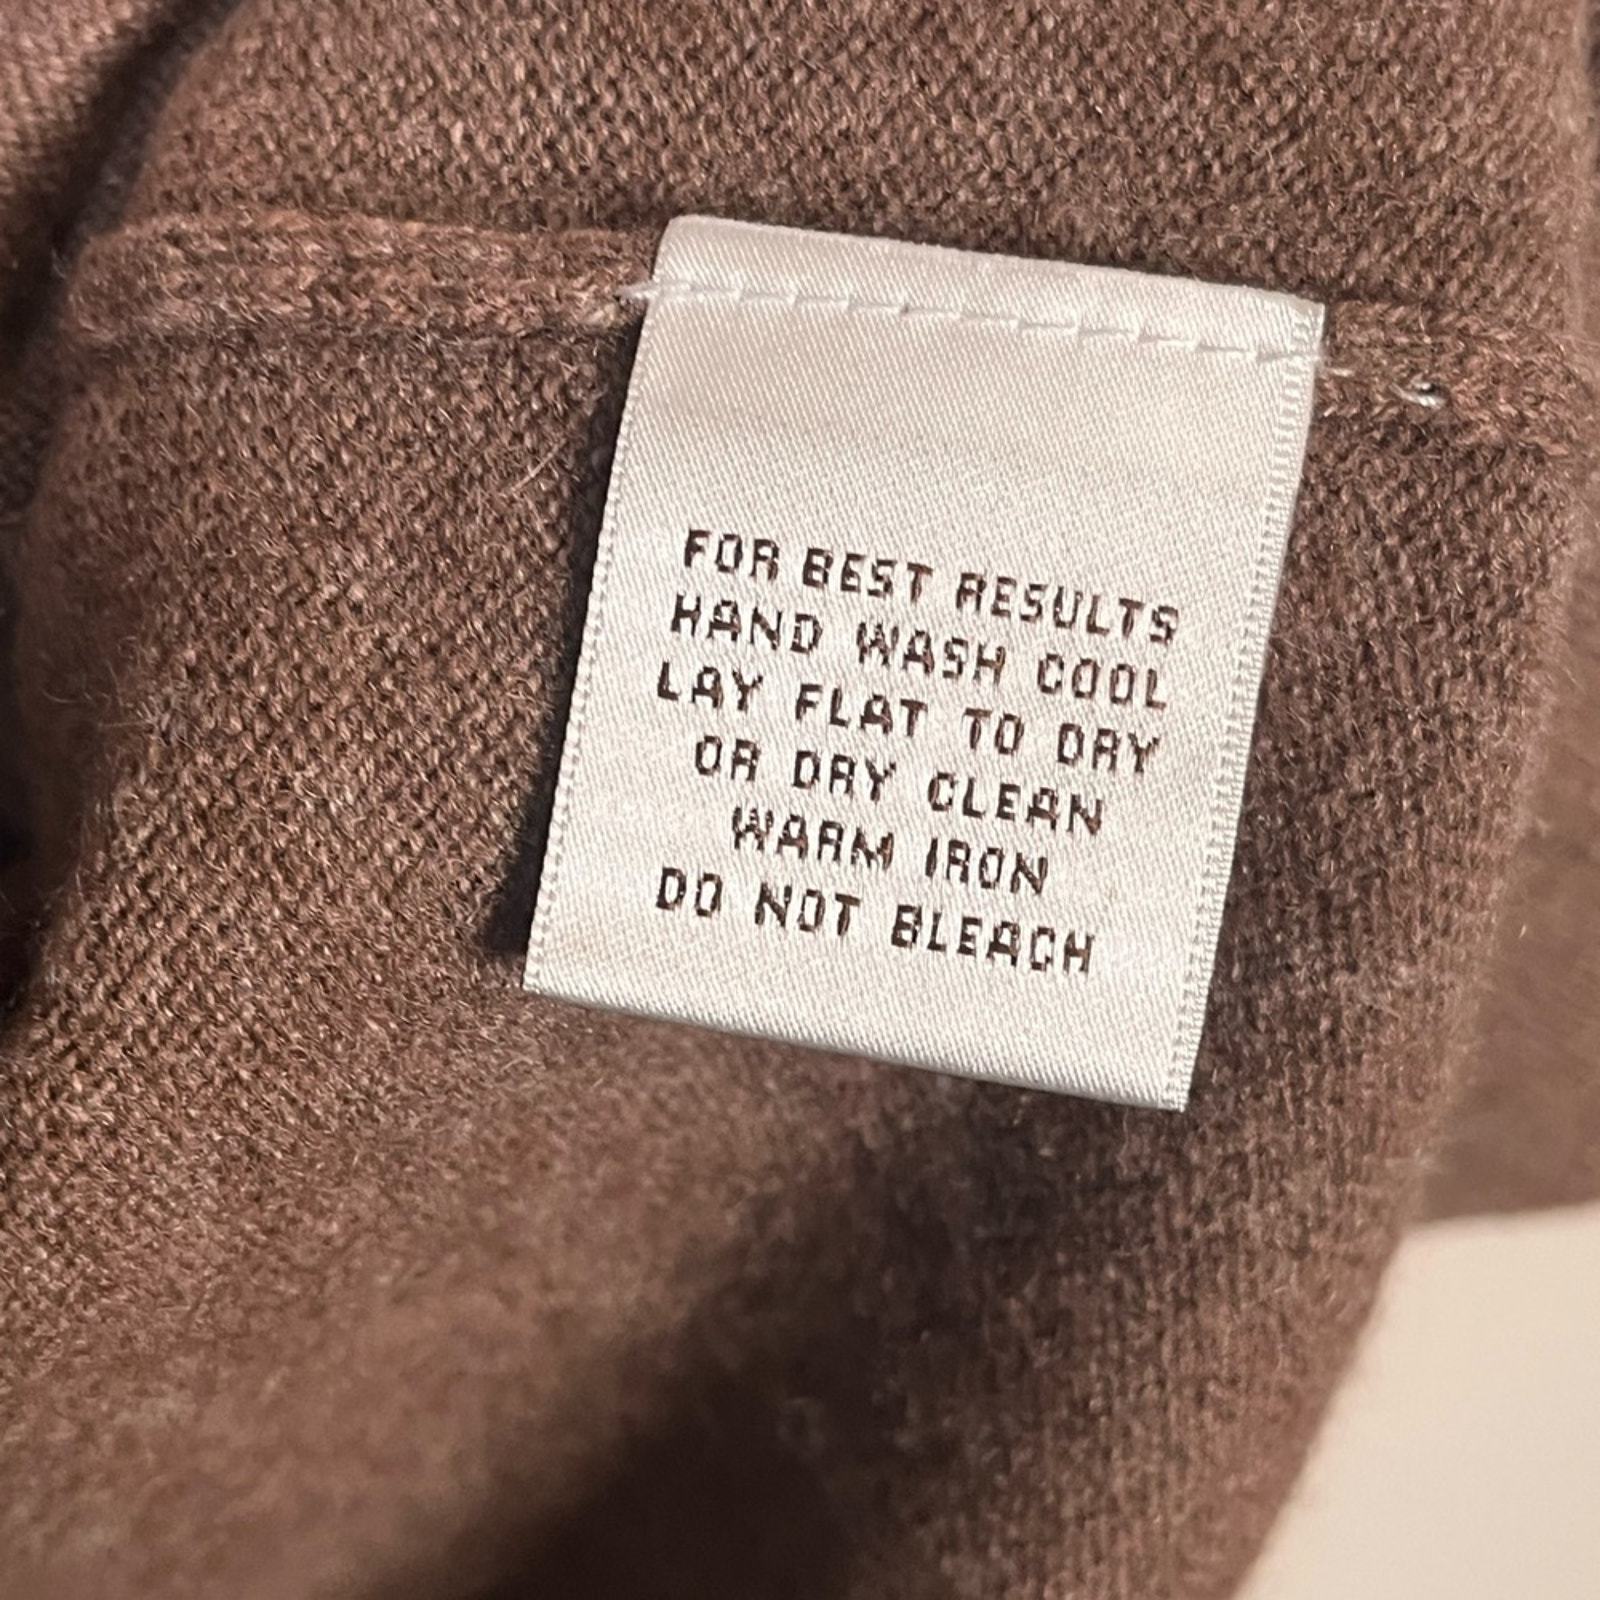 FOR BEST RESULTS
HAND WASH COOL
LAY FLAT TO DRY
OR DRY CLEAN
WARM IRON
DO NOT BLEACH